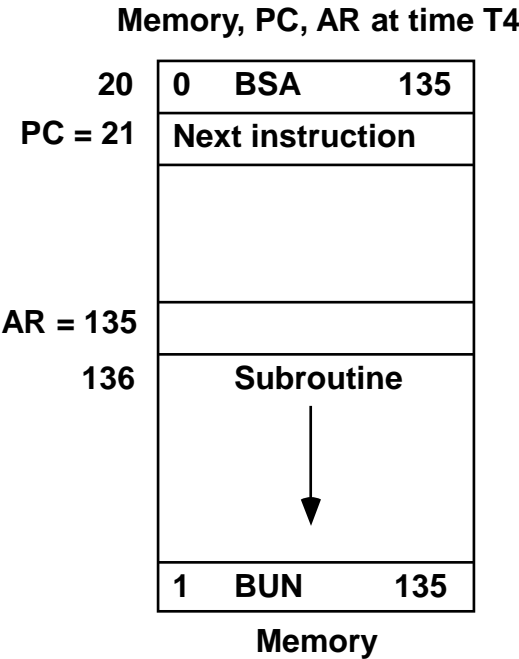 Memory, PC, AR at time T4
20 0 BSA 135
PC = 21 Next instruction
AR = 135
136 Subroutine
1 BUN 135
Memory